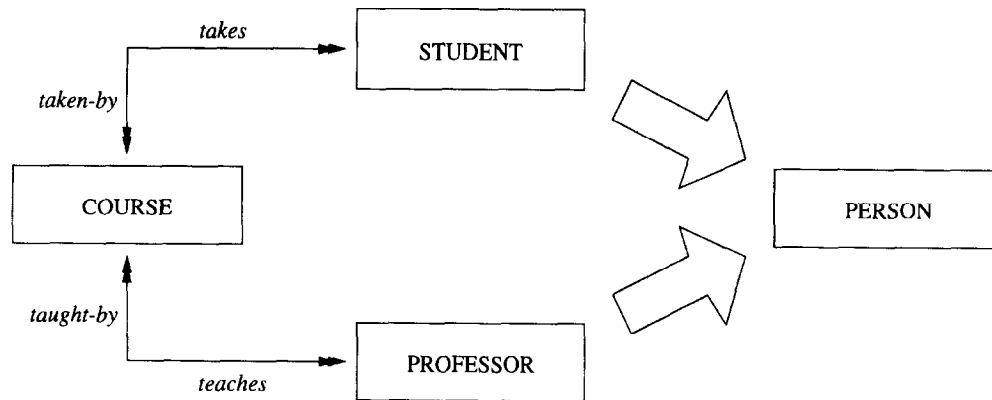 takes
STUDENT
taken-by
COURSE
PERSON
taught-by
PROFESSOR
teaches